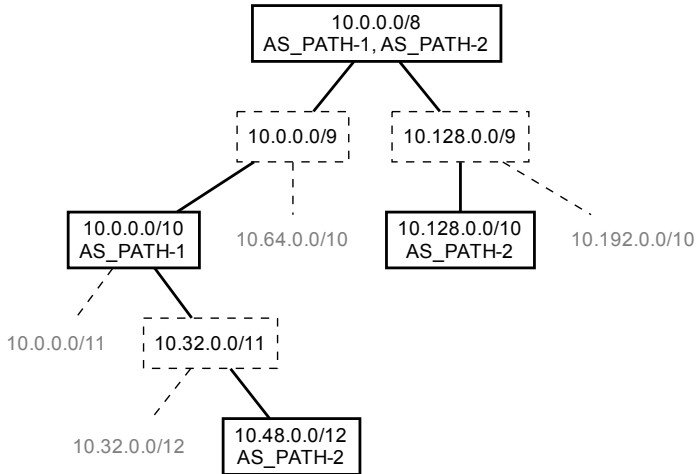 10.0.0.0/8
AS_PATH-1, AS_PATH-2
10.0.0.0/9
10.128.0.0/9
10.0.0.0/10
AS_PATH-1
10.64.0.0/10
10.128.0.0/10
AS_PATH-2
10.192.0.0/10
10.0.0.0/11
10.32.0.0/11
10.32.0.0/12
10.48.0.0/12
AS_PATH-2